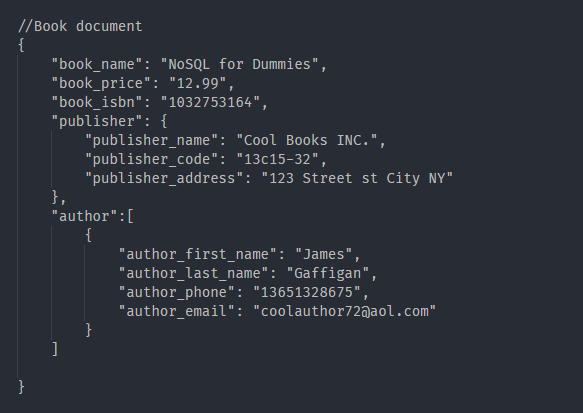 //Book document
{
    "book_name": "NoSQL for Dummies",
    "book_price": "12.99",
    "book_isbn": "1032753164",
    "publisher": {
        "publisher_name": "Cool Books INC.",
        "publisher_code": "13c15-32",
        "publisher_address": "123 Street st City NY"
    },
    "author":[
        {
            "author_first_name": "James",
            "author_last_name": "Gaffigan",
            "author_phone": "13651328675",
            "author_email": "coolauthor72@aol.com"
        }
    ]
}